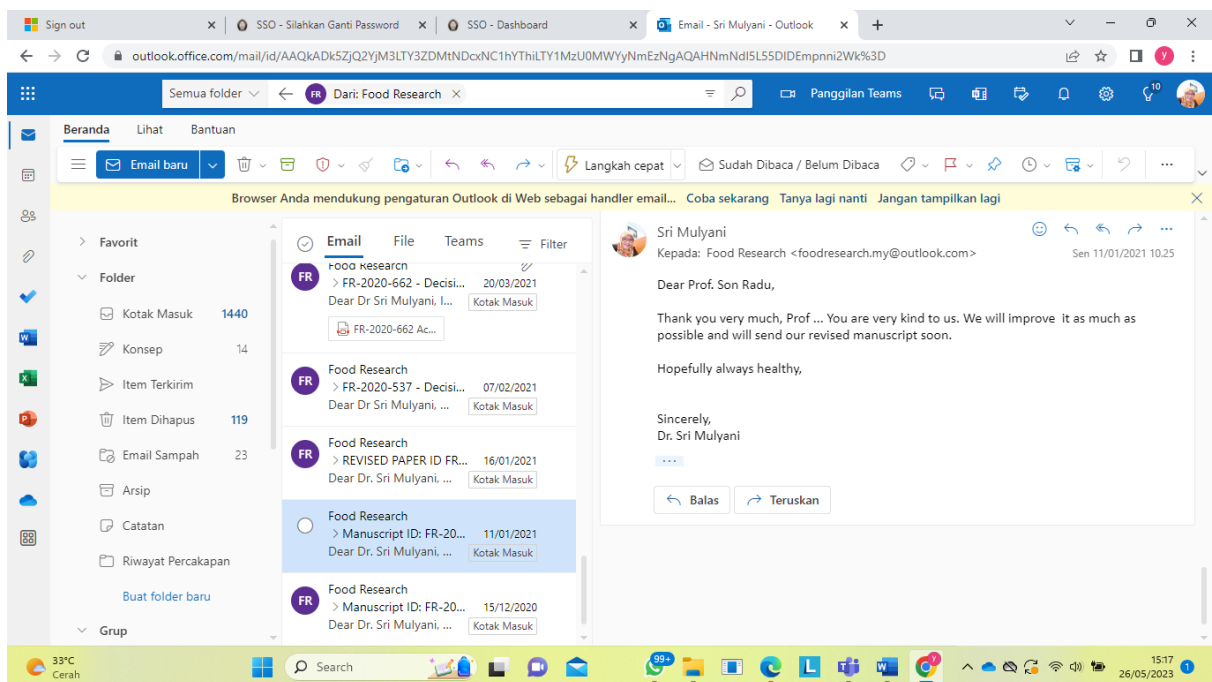 Sign out
SSO - Silahkan Ganti Password
SSO - Dashboard
Email - Sri Mulyani - Outlook
outlook.office.com/mail/id/AAQkADk5ZjQ2YjM3LTY3ZDMtNDcxNC1hYThiLTY1MzU0MWYyNmEzNgAQAHNmNdI5L55DIDEmpnni2Wk%3D
Y
Semua folder
FR Dari: Food Research
Panggilan Teams
10
Beranda Lihat Bantuan
Email baru
Langkah cepat
Sudah Dibaca / Belum Dibaca
Browser Anda mendukung pengaturan Outlook di Web sebagai handler email... Coba sekarang Tanya lagi nanti Jangan tampilkan lagi
Favorit
Folder
Kotak Masuk 1440
Konsep 14
Item Terkirim
Item Dihapus 119
Email Sampah 23
Arsip
Catatan
Riwayat Percakapan
Buat folder baru
Grup
Email File Teams Filter
FR
Food Research
> FR-2020-662 - Decisi... 20/03/2021
Dear Dr Sri Mulyani, I... Kotak Masuk
FR-2020-662 Ac...
FR
Food Research
> FR-2020-537 - Decisi... 07/02/2021
Dear Dr Sri Mulyani, ... Kotak Masuk
FR
Food Research
> REVISED PAPER ID FR... 16/01/2021
Dear Dr. Sri Mulyani, ... Kotak Masuk
Food Research
> Manuscript ID: FR-20... 11/01/2021
Dear Dr. Sri Mulyani, ... Kotak Masuk
FR
Food Research
> Manuscript ID: FR-20... 15/12/2020
Dear Dr. Sri Mulyani, ... Kotak Masuk
Sri Mulyani
Kepada: Food Research <foodresearch.my@outlook.com>
Sen 11/01/2021 10.25
Dear Prof. Son Radu,
Thank you very much, Prof ... You are very kind to us. We will improve it as much as
possible and will send our revised manuscript soon.
Hopefully always healthy,
Sincerely,
Dr. Sri Mulyani
Balas
Teruskan
33°C
Cerah
Search
99+
15:17
26/05/2023
1